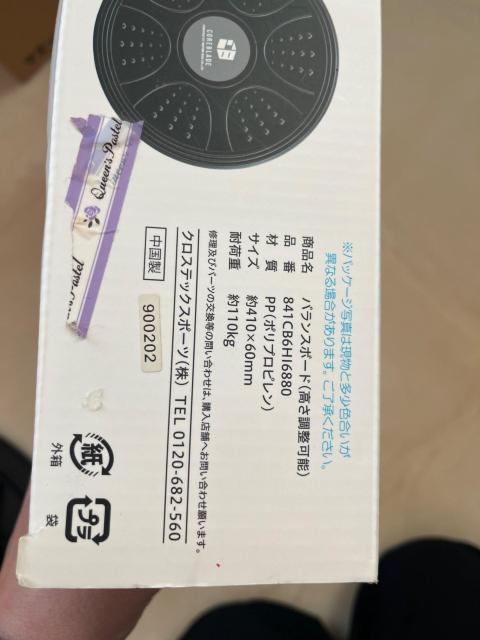 COREBLADE
※パッケージ写真は現物と多少色合いが
異なる場合があります。ご了承ください。
商品名 バランスボード(高さ調整可能)
品番 841CB6HI6880
材質 PP(ポリプロピレン)
サイズ 約410×60mm
耐荷重 約110kg
修理及びパーツの交換等の問い合わせは、購入店舗へお問い合わせ願います。
クロステックスポーツ(株) TEL 0120-682-560
中国製
900202
Queen's Pastel
紙
外箱
プラ
袋